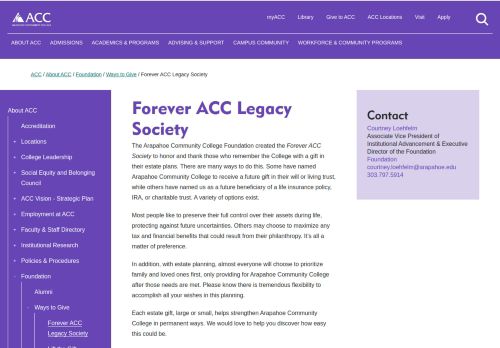 ACC
myACC Library Give to ACC ACC Locations Visit Apply
ABOUT ACC ADMISSIONS ACADEMICS & PROGRAMS ADVISING & SUPPORT CAMPUS COMMUNITY WORKFORCE & COMMUNITY PROGRAMS
ACC / About ACC / Foundation / Ways to Give / Forever ACC Legacy Society
About ACC
Accreditation
+ Locations
+ College Leadership
+ Social Equity and Belonging
Council
+ ACC Vision - Strategic Plan
+ Employment at ACC
+ Faculty & Staff Directory
+ Institutional Research
+ Policies & Procedures
- Foundation
Alumni
- Ways to Give
Forever ACC
Legacy Society
Forever ACC Legacy
Society
The Arapahoe Community College Foundation created the Forever ACC
Society to honor and thank those who remember the College with a gift in
their estate plans. There are many ways to do this. Some have named
Arapahoe Community College to receive a future gift in their will or living trust,
while others have named us as a future beneficiary of a life insurance policy,
IRA, or charitable trust. A variety of options exist.
Most people like to preserve their full control over their assets during life,
protecting against future uncertainties. Others may choose to maximize any
tax and financial benefits that could result from their philanthropy. It's all a
matter of preference.
In addition, with estate planning, almost everyone will choose to prioritize
family and loved ones first, only providing for Arapahoe Community College
after those needs are met. Please know there is tremendous flexibility to
accomplish all your wishes in this planning.
Each estate gift, large or small, helps strengthen Arapahoe Community
College in permanent ways. We would love to help you discover how easy
this could be.
Contact
Courtney Loehfelm
Associate Vice President of
Institutional Advancement & Executive
Director of the Foundation
Foundation
courtney.loehfelm@arapahoe.edu
303.797.5914